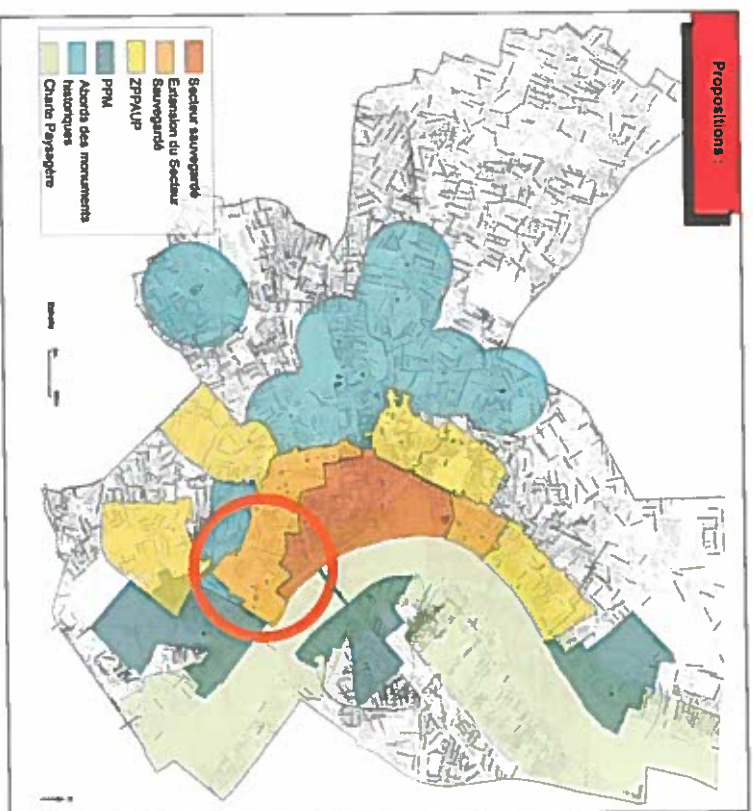 Propositions :
Secteur sauvegardé
Extension du Secteur
Sauvegardé
ZPPAUP
PPM
Abords des monuments
historiques
Charte Paysagère